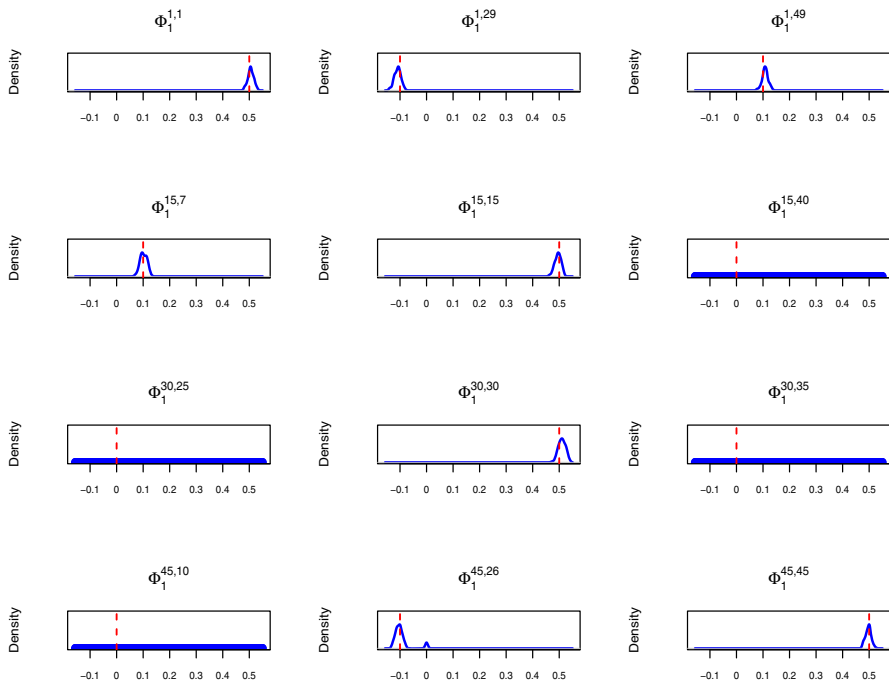 Φ₁^{1,1} Φ₁^{1,29} Φ₁^{1,49}
Density Density Density
−0.1 0 0.1 0.2 0.3 0.4 0.5 −0.1 0 0.1 0.2 0.3 0.4 0.5 −0.1 0 0.1 0.2 0.3 0.4 0.5
Φ₁^{15,7} Φ₁^{15,15} Φ₁^{15,40}
Density Density Density
−0.1 0 0.1 0.2 0.3 0.4 0.5 −0.1 0 0.1 0.2 0.3 0.4 0.5 −0.1 0 0.1 0.2 0.3 0.4 0.5
Φ₁^{30,25} Φ₁^{30,30} Φ₁^{30,35}
Density Density Density
−0.1 0 0.1 0.2 0.3 0.4 0.5 −0.1 0 0.1 0.2 0.3 0.4 0.5 −0.1 0 0.1 0.2 0.3 0.4 0.5
Φ₁^{45,10} Φ₁^{45,26} Φ₁^{45,45}
Density Density Density
−0.1 0 0.1 0.2 0.3 0.4 0.5 −0.1 0 0.1 0.2 0.3 0.4 0.5 −0.1 0 0.1 0.2 0.3 0.4 0.5